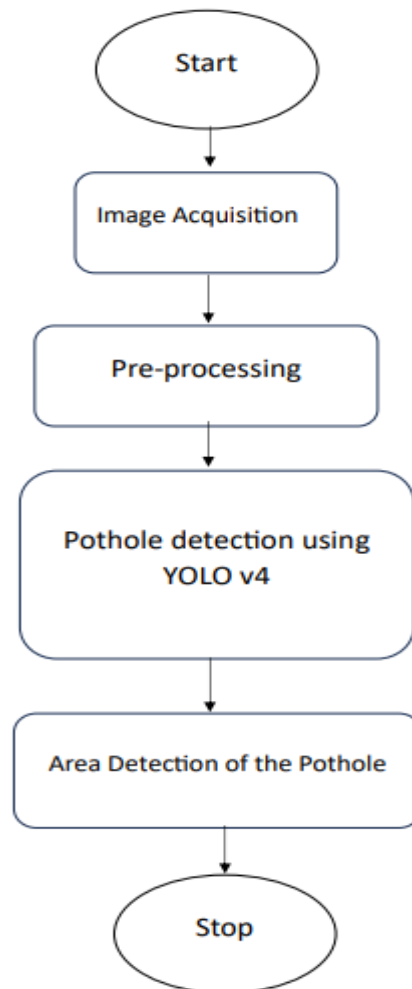 Start
Image Acquisition
Pre-processing
Pothole detection using
YOLO v4
Area Detection of the Pothole
Stop